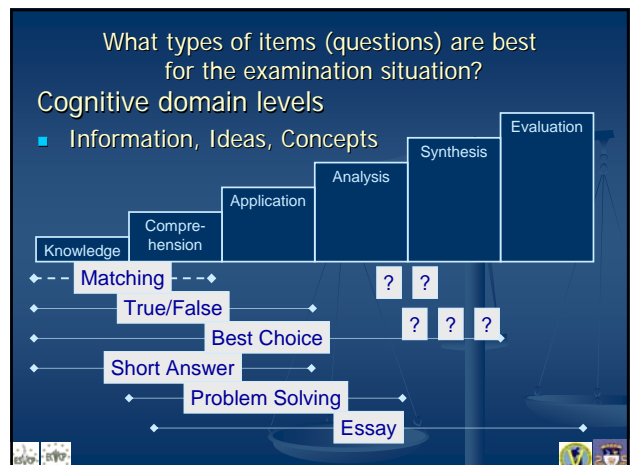 What types of items (questions) are best
for the examination situation?
Cognitive domain levels
Information, Ideas, Concepts
Evaluation
Synthesis
Analysis
Application
Compre-
hension
Knowledge
Matching
? ?
True/False
? ? ?
Best Choice
Short Answer
Problem Solving
Essay